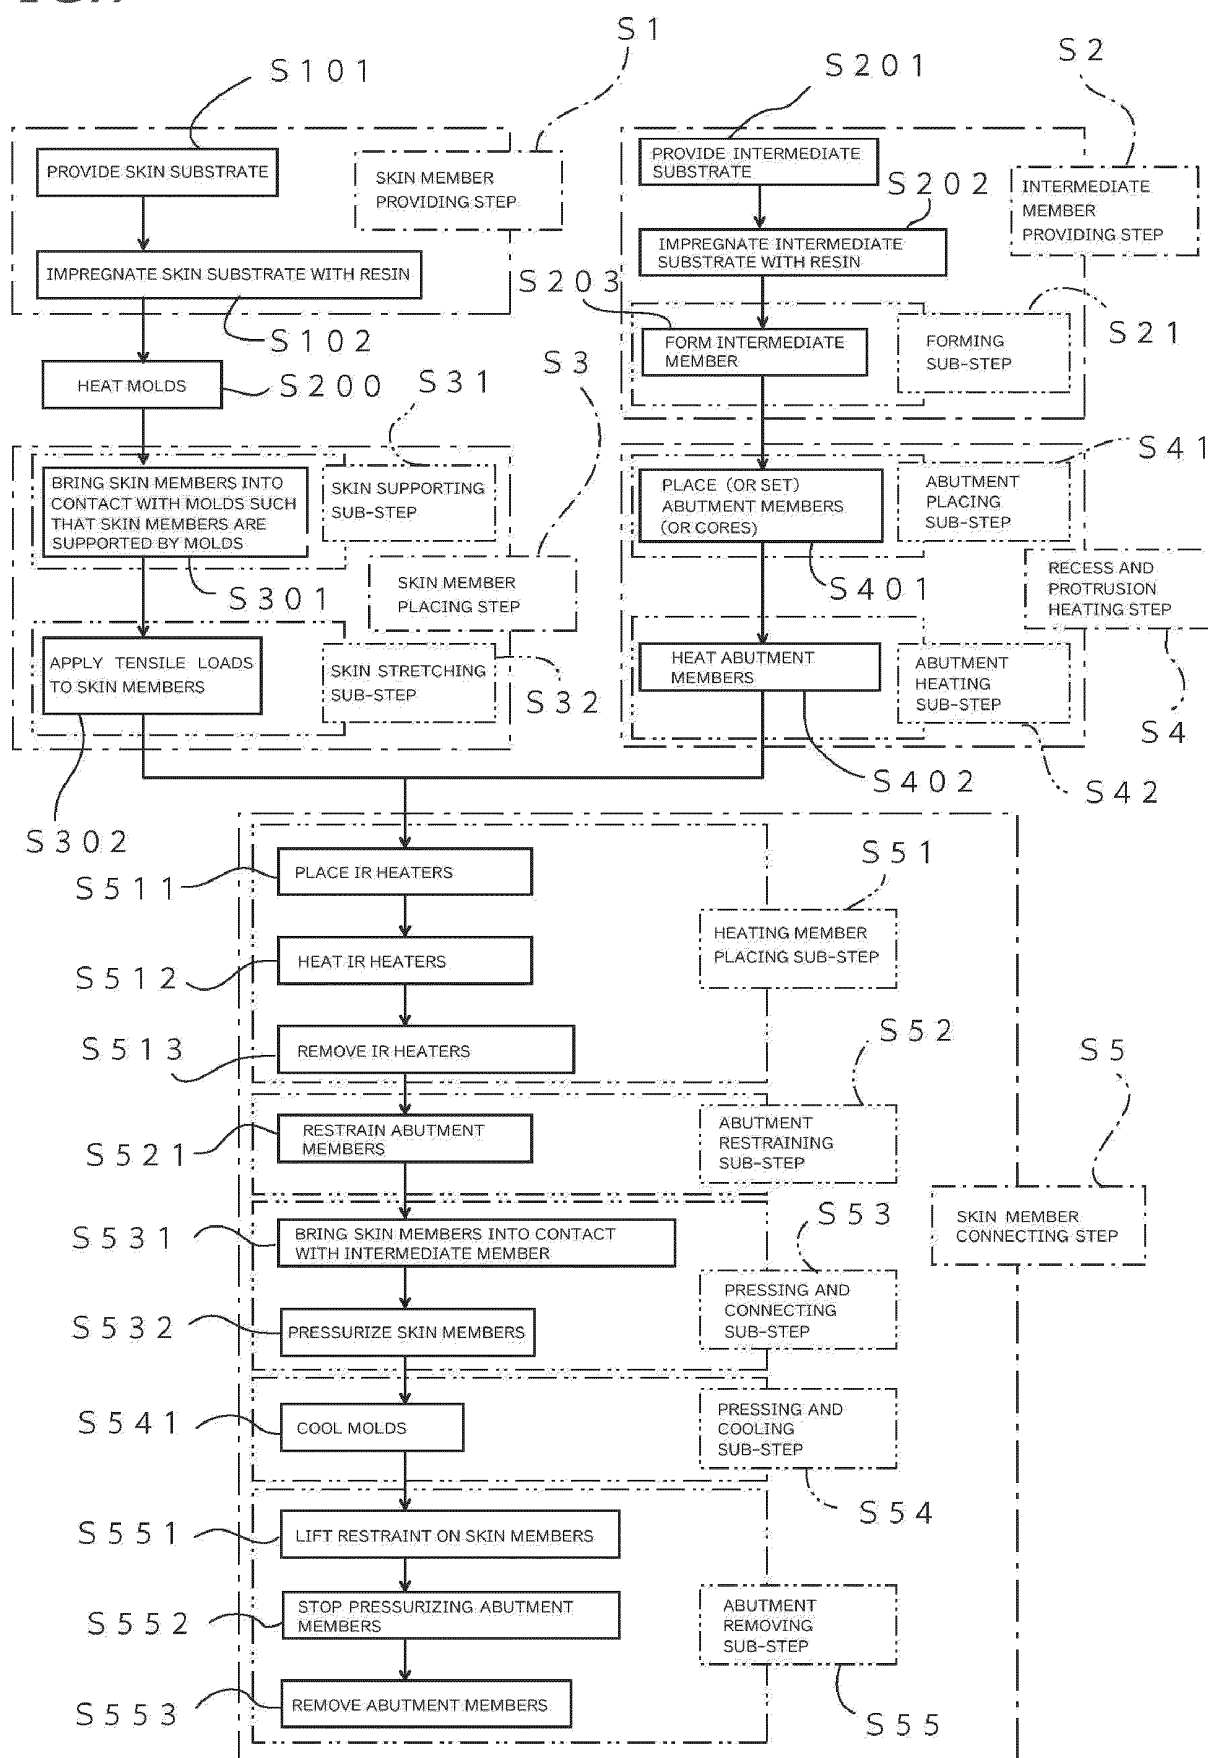 S1
S2
S101
S201
PROVIDE SKIN SUBSTRATE
SKIN MEMBER
PROVIDING STEP
PROVIDE INTERMEDIATE
SUBSTRATE
S202
INTERMEDIATE
MEMBER
PROVIDING STEP
IMPREGNATE SKIN SUBSTRATE WITH RESIN
IMPREGNATE INTERMEDIATE
SUBSTRATE WITH RESIN
S102
S203
FORM INTERMEDIATE
MEMBER
FORMING
SUB-STEP
S21
HEAT MOLDS
S200
S31
S3
BRING SKIN MEMBERS INTO
CONTACT WITH MOLDS SUCH
THAT SKIN MEMBERS ARE
SUPPORTED BY MOLDS
SKIN SUPPORTING
SUB-STEP
PLACE (OR SET)
ABUTMENT MEMBERS
(OR CORES)
ABUTMENT
PLACING
SUB-STEP
S41
S301
SKIN MEMBER
PLACING STEP
S401
RECESS AND
PROTRUSION
HEATING STEP
APPLY TENSILE LOADS
TO SKIN MEMBERS
SKIN STRETCHING
SUB-STEP
S32
HEAT ABUTMENT
MEMBERS
ABUTMENT
HEATING
SUB-STEP
S4
S302
S402
S42
S511
PLACE IR HEATERS
S51
HEATING MEMBER
PLACING SUB-STEP
S512
HEAT IR HEATERS
S513
REMOVE IR HEATERS
S52
S5
S521
RESTRAIN ABUTMENT
MEMBERS
ABUTMENT
RESTRAINING
SUB-STEP
S531
BRING SKIN MEMBERS INTO CONTACT
WITH INTERMEDIATE MEMBER
S53
SKIN MEMBER
CONNECTING STEP
S532
PRESSURIZE SKIN MEMBERS
PRESSING AND
CONNECTING
SUB-STEP
S541
COOL MOLDS
PRESSING AND
COOLING
SUB-STEP
S54
S551
LIFT RESTRAINT ON SKIN MEMBERS
S552
STOP PRESSURIZING ABUTMENT
MEMBERS
ABUTMENT
REMOVING
SUB-STEP
S553
REMOVE ABUTMENT MEMBERS
S55